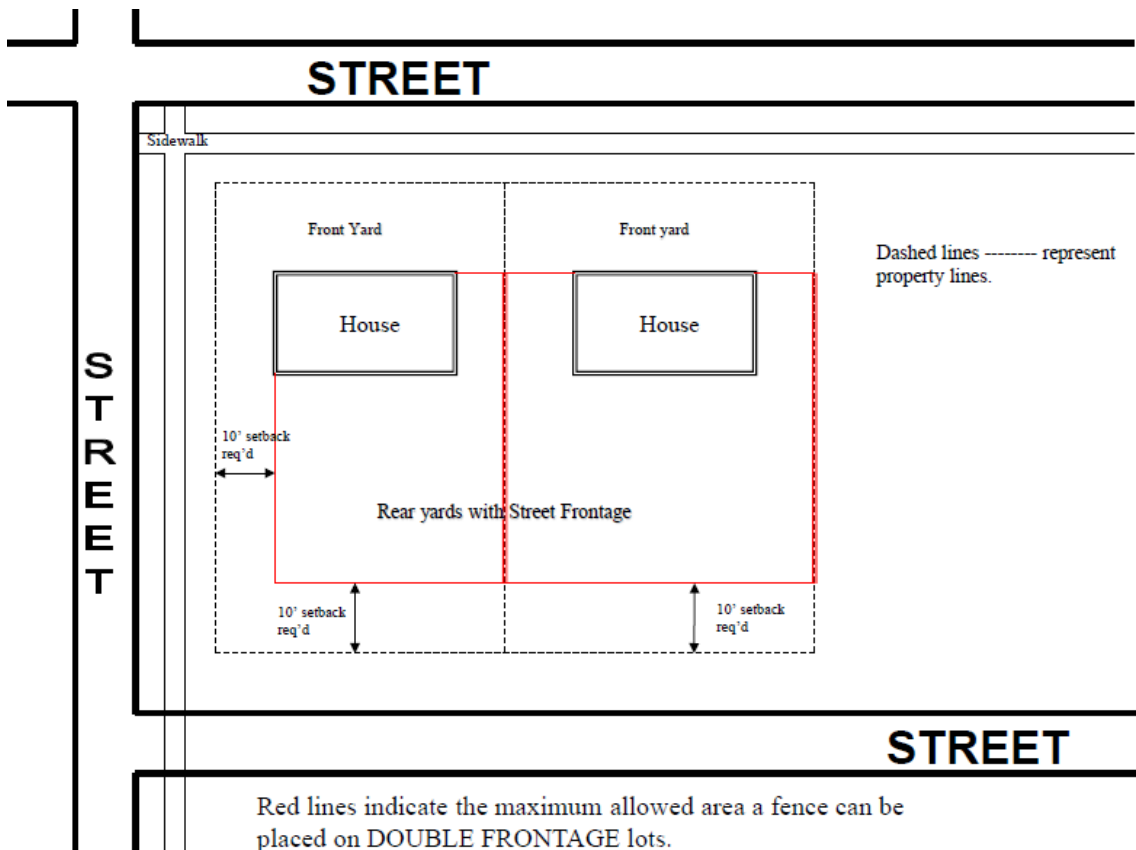 STREET
Sidewalk
Front Yard
Front yard
Dashed lines -------- represent
property lines.
House
House
STREET
10’ setback
req’d
Rear yards with Street Frontage
10’ setback
req’d
10’ setback
req’d
STREET
Red lines indicate the maximum allowed area a fence can be
placed on DOUBLE FRONTAGE lots.